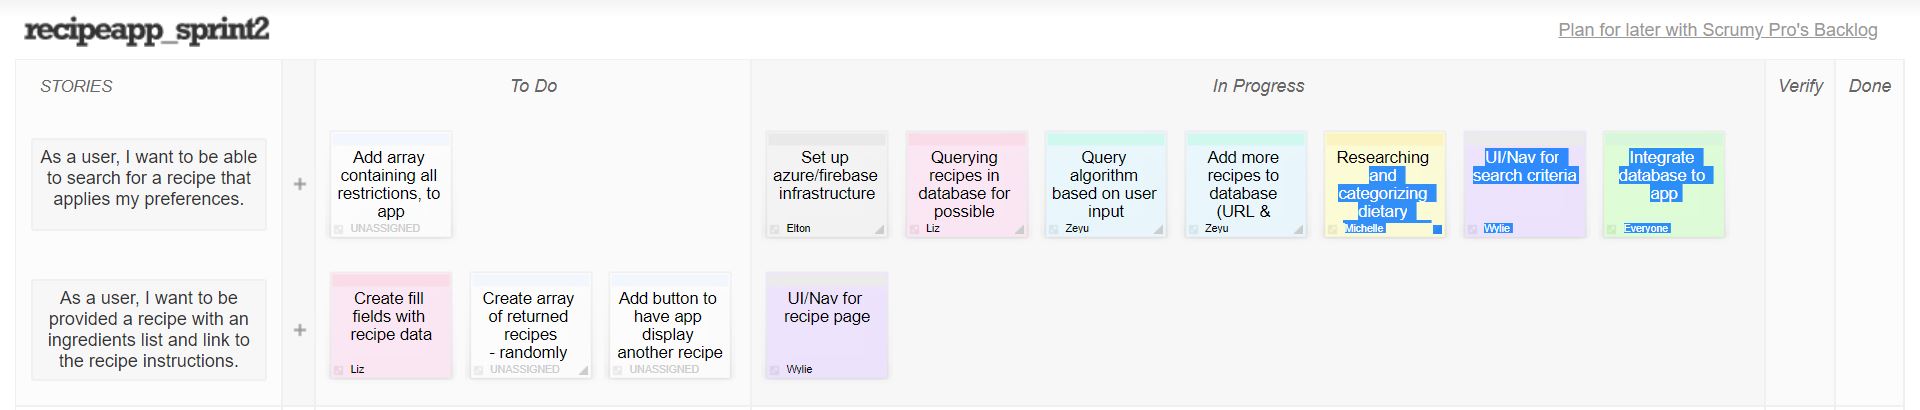 recipeapp_sprint2
Plan for later with Scrumy Pro's Backlog
STORIES
To Do
In Progress
Verify
Done
As a user, I want to be able
to search for a recipe that
applies my preferences.
+
Add array
containing all
restrictions, to
app
UNASSIGNED
Set up
azure/firebase
infrastructure
Elton
Querying
recipes in
database for
possible
Liz
Query
algorithm
based on user
input
Zeyu
Add more
recipes to
database
(URL &
Zeyu
Researching
and
categorizing
dietary
Michelle
UI/Nav for
search criteria
Wylie
Integrate
database to
app
Everyone
As a user, I want to be
provided a recipe with an
ingredients list and link to
the recipe instructions.
+
Create fill
fields with
recipe data
Liz
Create array
of returned
recipes
- randomly
UNASSIGNED
Add button to
have app
display
another recipe
UNASSIGNED
UI/Nav for
recipe page
Wylie